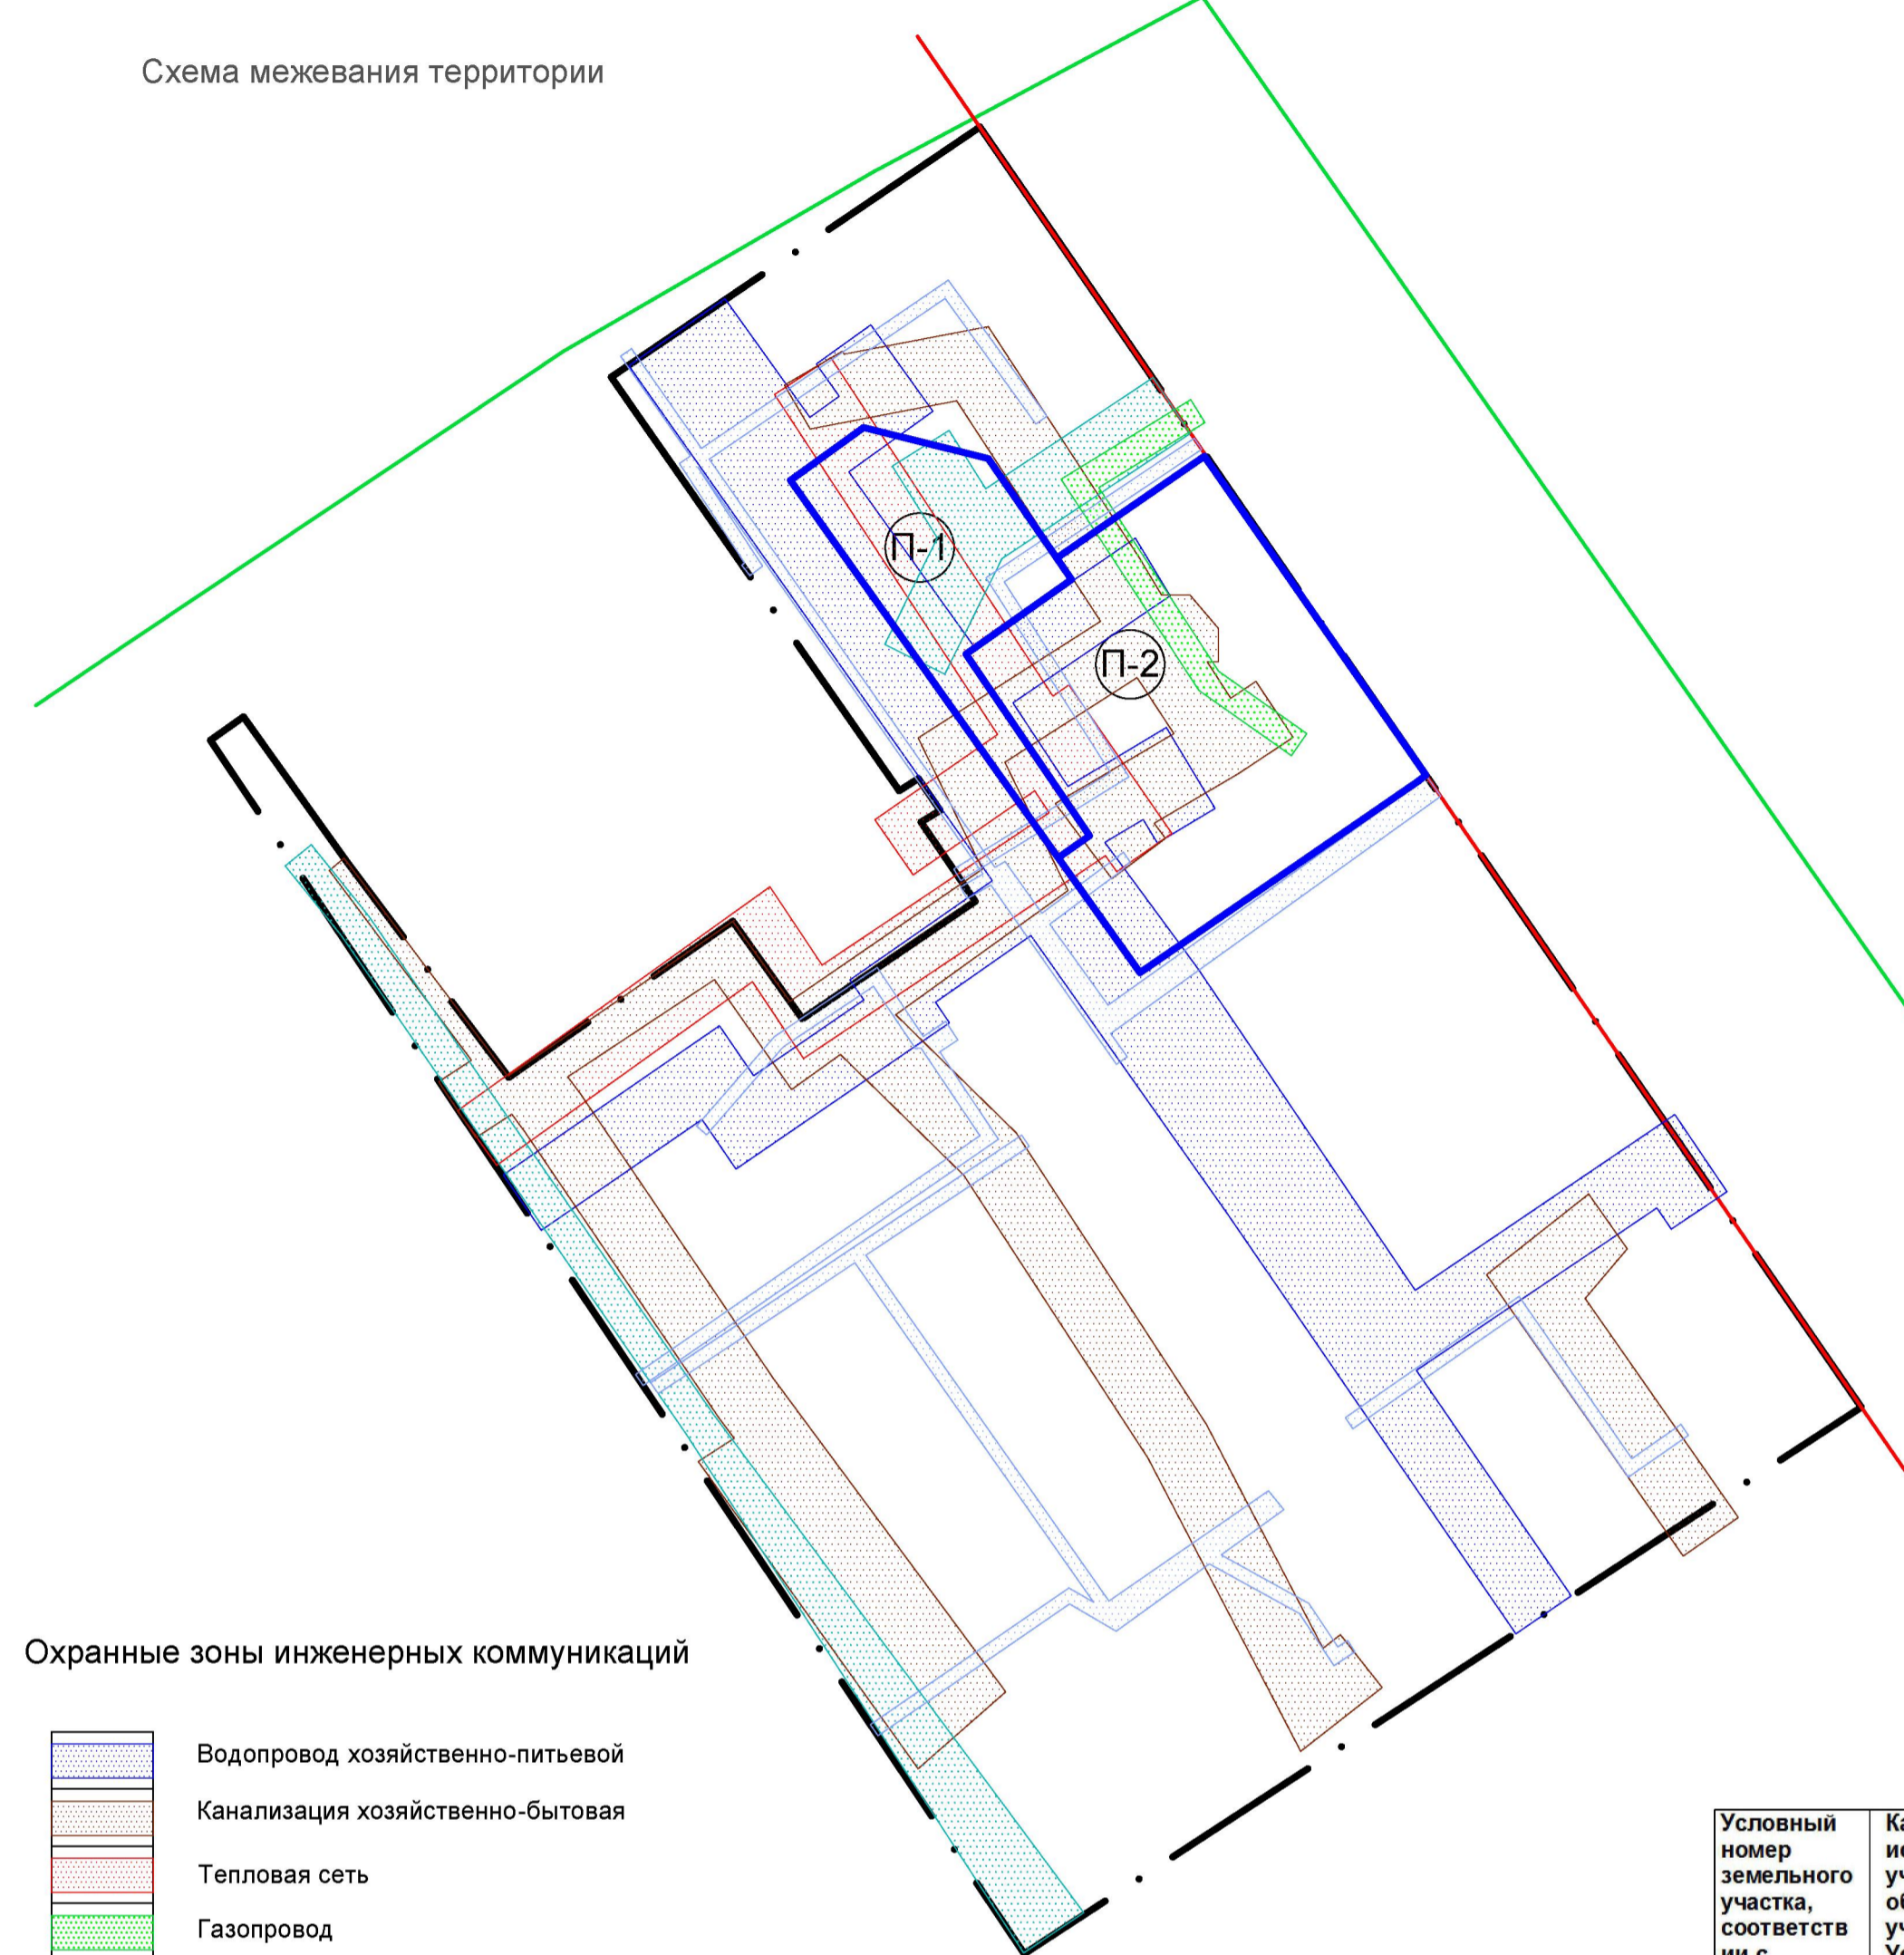 Схема межевания территории
П-1
П-2
Охранные зоны инженерных коммуникаций
Водопровод хозяйственно-питьевой
Канализация хозяйственно-бытовая
Тепловая сеть
Газопровод
Условный
номер
земельного
участка,
соответств